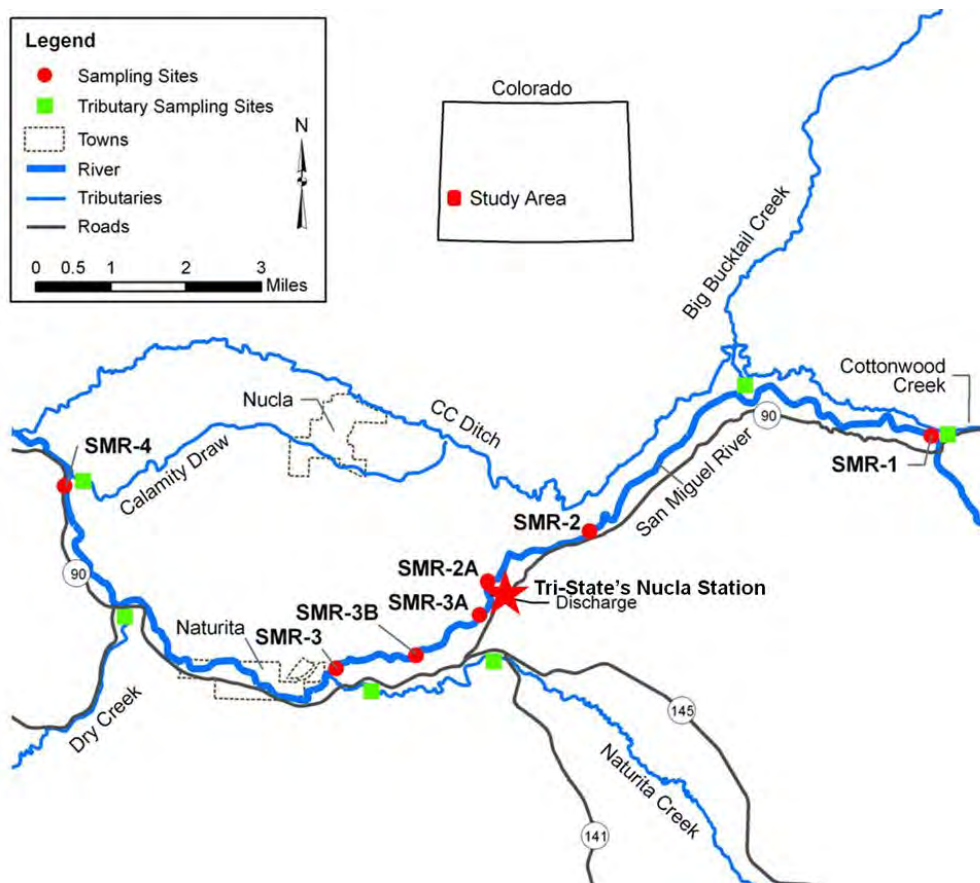 Legend
Sampling Sites
Tributary Sampling Sites
Towns
River
Tributaries
Roads
N
0 0.5 1 2 3
Miles
Colorado
Study Area
Big Bucktail Creek
Cottonwood
Creek
90
SMR-1
San Miguel River
CC Ditch
Nucla
Calamity Draw
SMR-4
SMR-2
SMR-2A
Tri-State's Nucla Station
Discharge
SMR-3A
SMR-3B
SMR-3
Naturita
90
Dry Creek
Naturita Creek
145
141